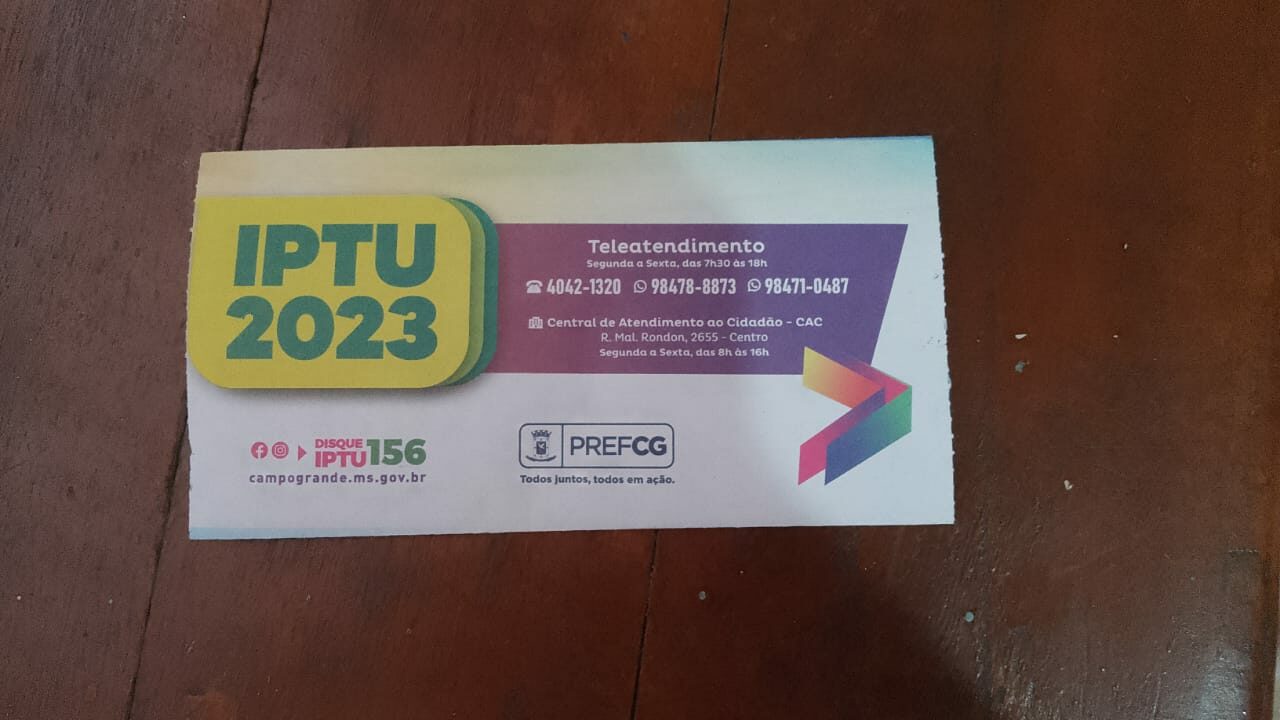 IPTU
2023
Teleatendimento
Segunda a Sexta, das 7h30 às 18h
4042-1320 98478-8873 98471-0487
Central de Atendimento ao Cidadão - CAC
R. Mal. Rondon, 2655 - Centro
Segunda a Sexta, das 8h às 16h
DISQUE
IPTU 156
campogrande.ms.gov.br
PREFCG
Todos juntos, todos em ação.